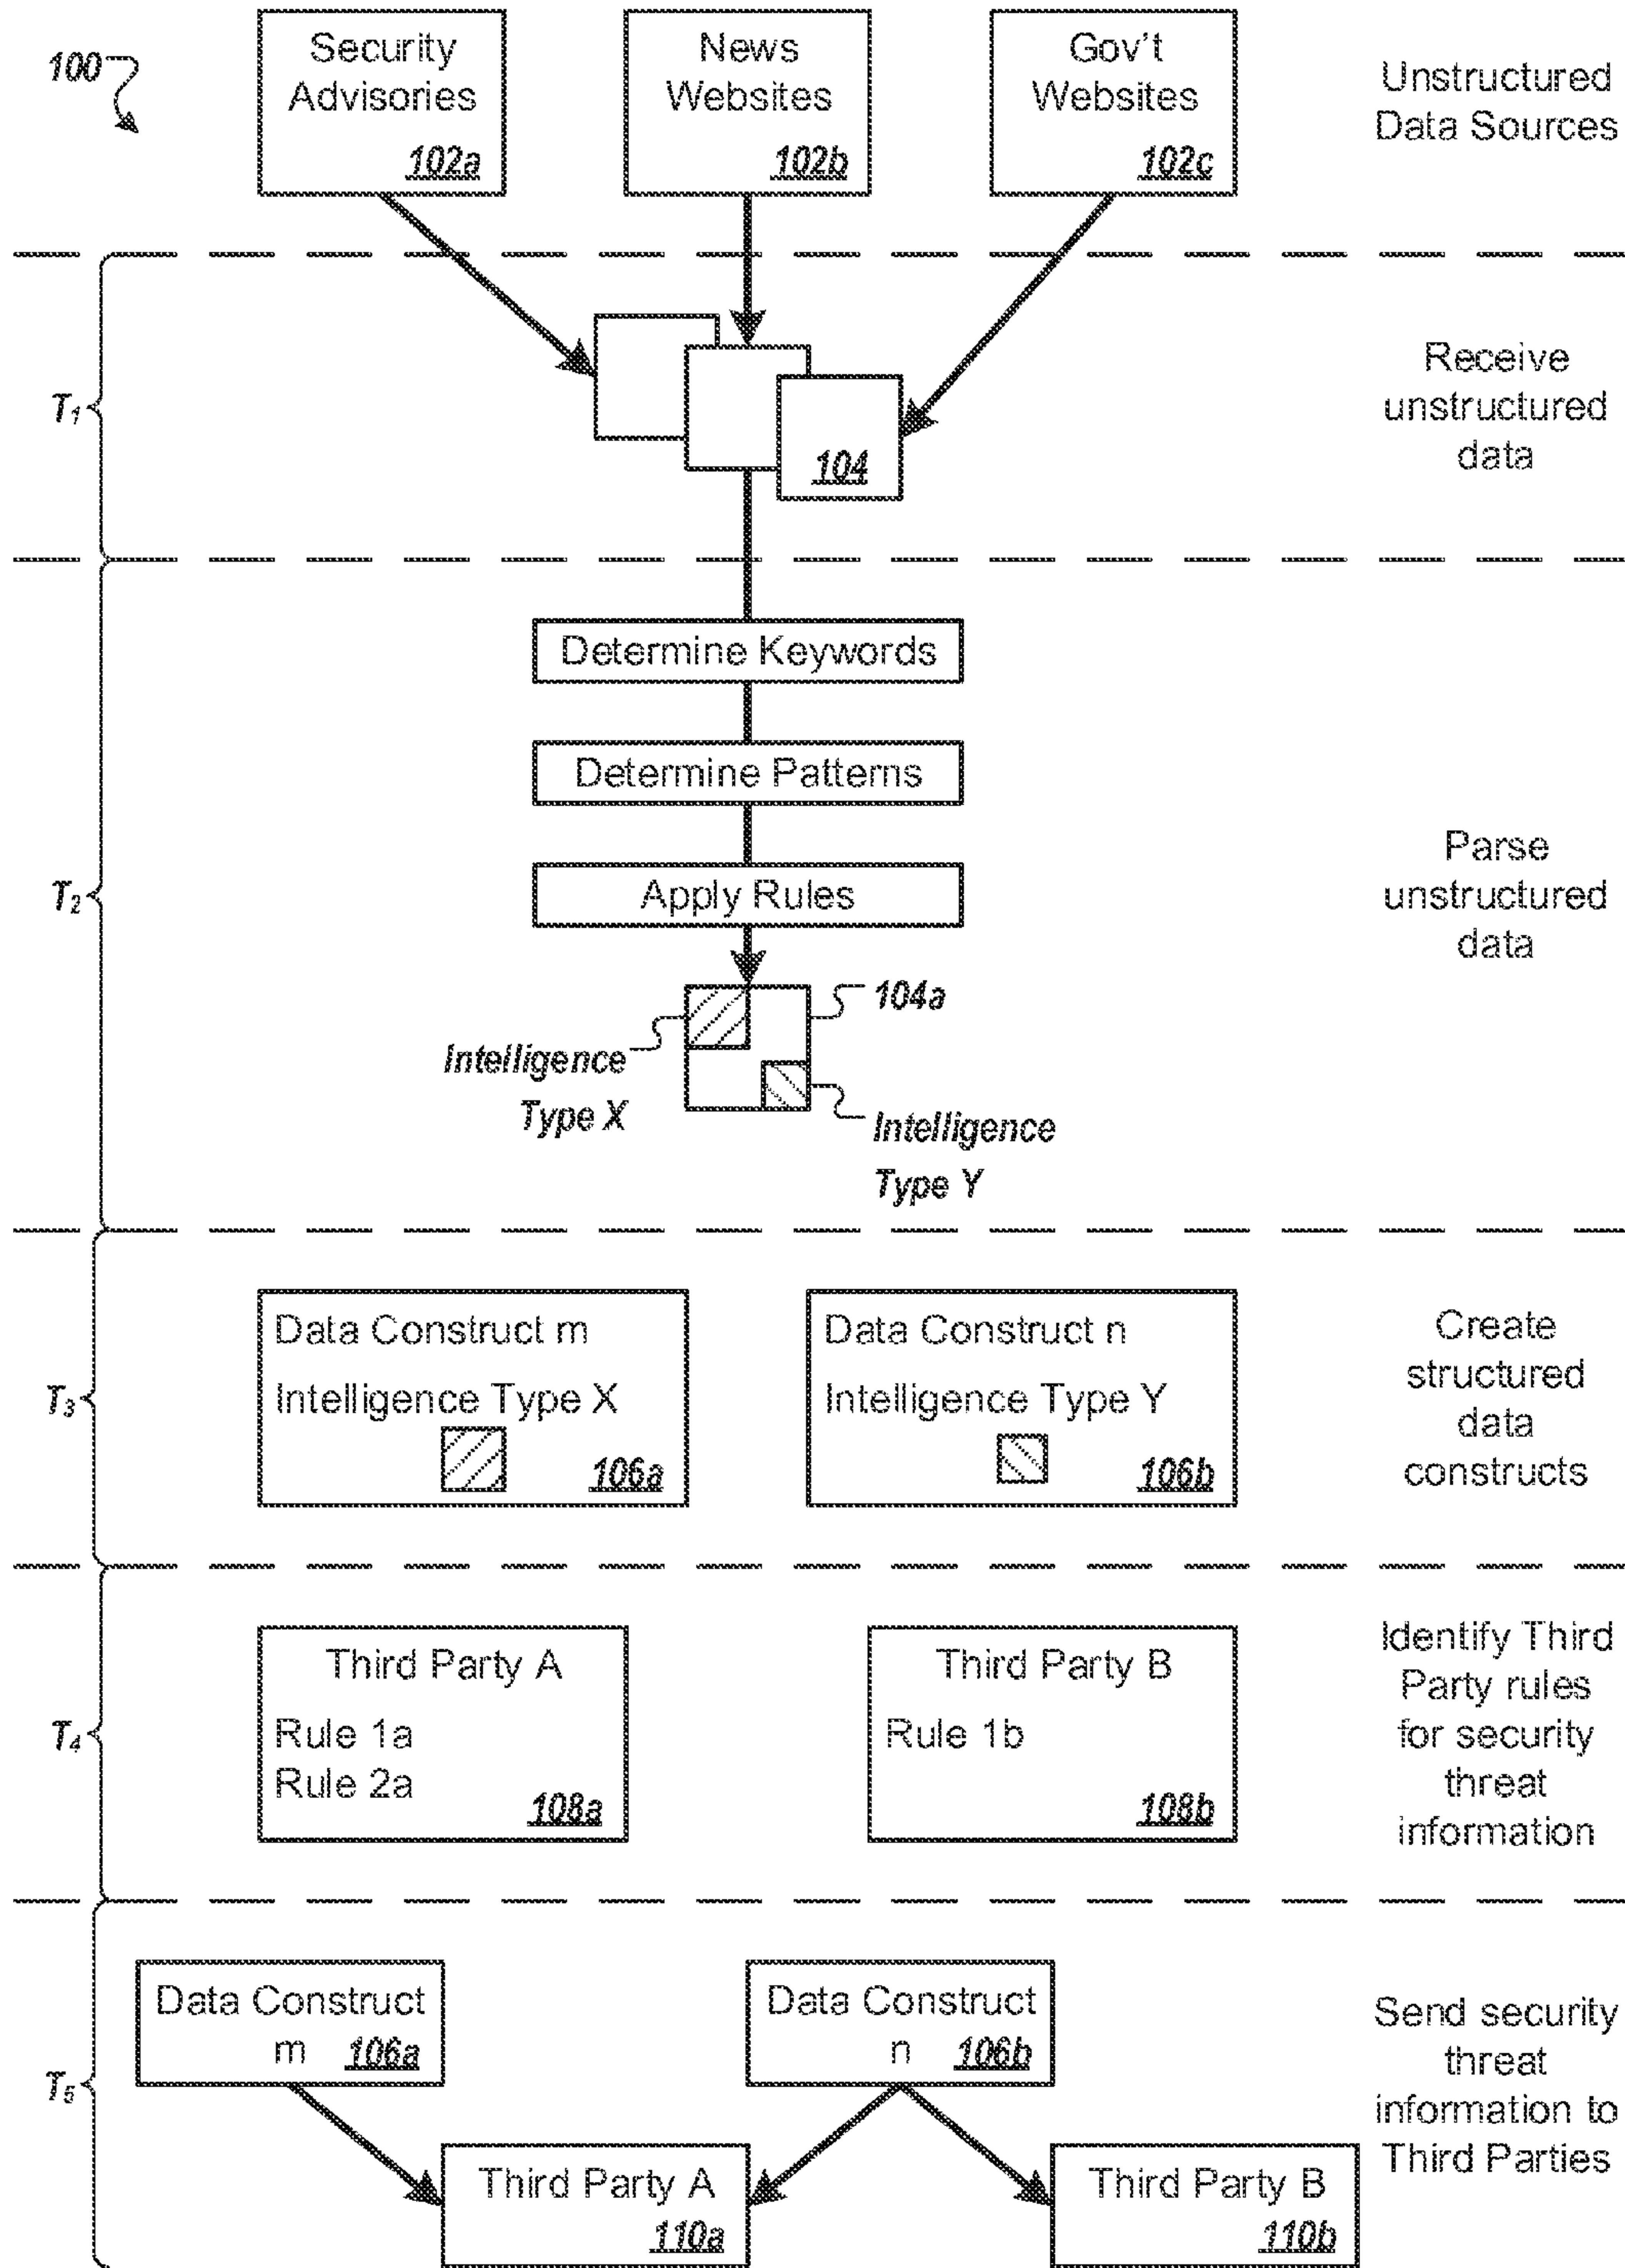 100
Security
Advisories
102a
News
Websites
102b
Gov't
Websites
102c
Unstructured
Data Sources
T1
104
Receive
unstructured
data
T2
Determine Keywords
Determine Patterns
Apply Rules
104a
Intelligence
Type X
Intelligence
Type Y
Parse
unstructured
data
T3
Data Construct m
Intelligence Type X
106a
Data Construct n
Intelligence Type Y
106b
Create
structured
data
constructs
T4
Third Party A
Rule 1a
Rule 2a
108a
Third Party B
Rule 1b
108b
Identify Third
Party rules
for security
threat
information
T5
Data Construct
m 106a
Data Construct
n 106b
Third Party A
110a
Third Party B
110b
Send security
threat
information to
Third Parties